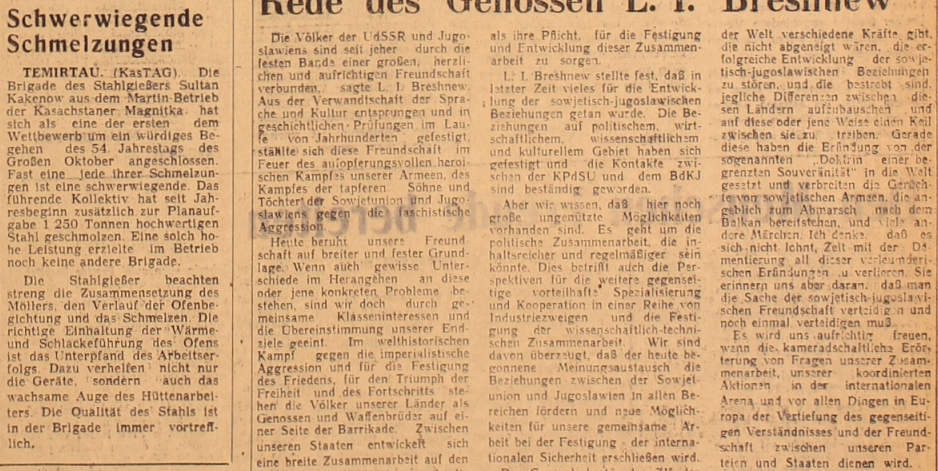 Schwerwiegende
Schmelzungen
TEMIRTAU. (KasTAG). Die
Brigade des Stahlgießers Sultan
Kakenow aus dem Martin-Betrieb
der Kasachstaner Magnitka hat
sich als eine der ersten dem
Wettbewerb um ein würdiges Be-
gehen des 54. Jahrestags des
Großen Oktober angeschlossen.
Fast eine jede ihrer Schmelzun-
gen ist eine schwerwiegende. Das
führende Kollektiv hat seit Jah-
resbeginn zusätzlich zur Planauf-
gabe 1 250 Tonnen hochwertigen
Stahl geschmolzen. Eine solch ho-
he Leistung erzielte im Betrieb
noch keine andere Brigade.
Die Stahlgießer beachten
streng die Zusammensetzung des
Möllers, den Verlauf der Ofenbe-
gichtung und das Schmelzen. Die
richtige Einhaltung der Wärme-
und Schlackeführung des Ofens
ist das Unterpfand des Arbeitser-
folgs. Dazu verhelfen nicht nur
die Geräte, sondern auch das
wachsame Auge des Hüttenarbei-
ters. Die Qualität des Stahls ist
in der Brigade immer vortreff-
lich.
Rede des Genossen L. I. Breshnew
Die Völker der UdSSR und Jugo-
slawiens sind seit jeher durch die
festen Bande einer großen, herzli-
chen und aufrichtigen Freundschaft
verbunden, sagte L. I. Breshnew.
Aus der Verwandtschaft der Spra-
che und Kultur entsprungen und in
geschichtlichen Prüfungen im Lau-
fe von Jahrhunderten gefestigt,
stählte sich diese Freundschaft im
Feuer des aufopferungsvollen heroi-
schen Kampfes unserer Armeen, des
Kampfes der tapferen Söhne und
Töchter der Sowjetunion und Jugo-
slawiens gegen die faschistische
Aggression.
Heute beruht unsere Freund-
schaft auf breiter und fester Grund-
lage. Wenn auch gewisse Unter-
schiede im Herangehen an diese
oder jene konkreten Probleme be-
stehen, sind wir doch durch ge-
meinsame Klasseninteressen und
die Übereinstimmung unserer End-
ziele geeint. Im welthistorischen
Kampf gegen die imperialistische
Aggression und für die Festigung
des Friedens, für den Triumph der
Freiheit und des Fortschritts ste-
hen die Völker unserer Länder als
Genossen und Waffenbrüder auf ei-
ner Seite der Barrikade. Zwischen
unseren Staaten entwickelt sich
eine breite Zusammenarbeit auf den
als ihre Pflicht, für die Festigung
und Entwicklung dieser Zusammen-
arbeit zu sorgen.
L. I. Breshnew stellte fest, daß in
letzter Zeit vieles für die Entwick-
lung der sowjetisch-jugoslawischen
Beziehungen getan wurde. Die Be-
ziehungen auf politischem, wirt-
schaftlichem, wissenschaftlichem
und kulturellem Gebiet haben sich
gefestigt und die Kontakte zwi-
schen der KPdSU und dem BdKJ
sind beständig geworden.
Aber wir wissen, daß hier noch
große ungenützte Möglichkeiten
vorhanden sind. Es geht um die
politische Zusammenarbeit, die in-
haltsreicher und regelmäßiger sein
könnte. Dies betrifft auch die Per-
spektiven für die weitere gegensei-
tige vorteilhafte Spezialisierung
und Kooperation in einer Reihe von
Industriezweigen und die Festi-
gung der wissenschaftlich-techni-
schen Zusammenarbeit. Wir sind
davon überzeugt, daß der heute be-
gonnene Meinungsaustausch die
Beziehungen zwischen der Sowjet-
union und Jugoslawien in allen Be-
reichen fördern und neue Möglich-
keiten für unsere gemeinsame Ar-
beit bei der Festigung der interna-
tionalen Sicherheit erschließen wird.
der Welt verschiedene Kräfte gibt,
die nicht abgeneigt wären, die er-
folgreiche Entwicklung der sowje-
tisch-jugoslawischen Beziehungen
zu stören, und die bestrebt sind,
jegliche Differenzen zwischen die-
sen Ländern aufzubauschen und
auf diese oder jene Weise einen Keil
zwischen sie zu treiben. Gerade
diese haben die Erfindung von der
sogenannten „Doktrin einer be-
grenzten Souveränität" in die Welt
gesetzt und verbreiten die Gerüch-
te von sowjetischen Armeen, die an-
geblich zum Abmarsch nach dem
Balkan bereitstehen, und viele an-
dere Märchen. Ich denke, daß es
sich nicht lohnt, Zeit mit der De-
mentierung all dieser verleumderi-
schen Erfindungen zu verlieren. Sie
erinnern uns aber daran, daß man
die Sache der sowjetisch-jugoslawi-
schen Freundschaft verteidigen und
noch einmal verteidigen muß.
Es wird uns aufrichtig freuen,
wenn die kameradschaftliche Erör-
terung von Fragen unserer Zusam-
menarbeit, unserer koordinierten
Aktionen in der internationalen
Arena und vor allen Dingen in Eu-
ropa der Vertiefung des gegenseiti-
gen Verständnisses und der Freund-
schaft zwischen unseren Par-
teien und Staaten dienen wird.